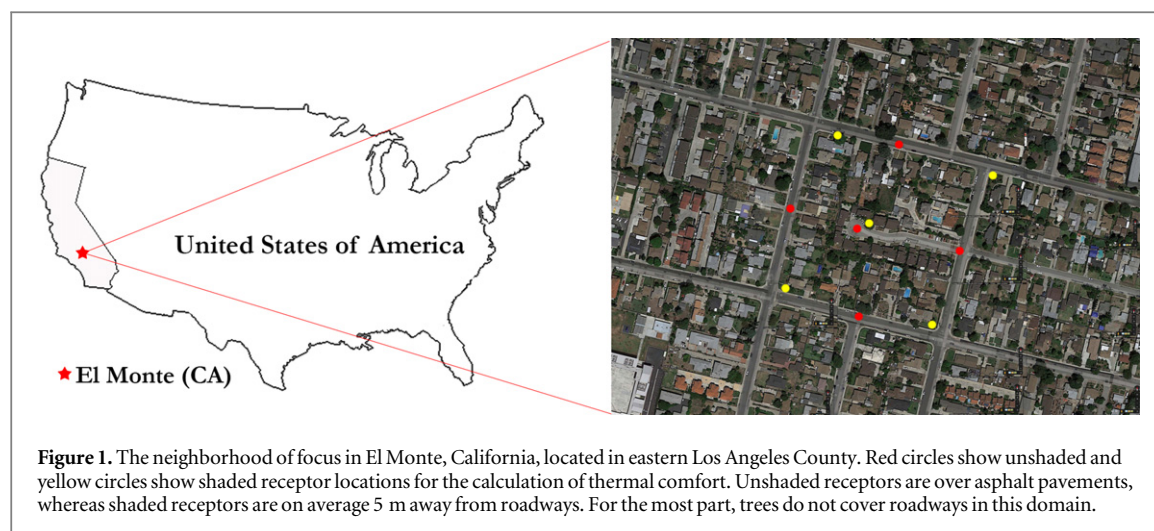 United States of America
El Monte (CA)
Figure 1. The neighborhood of focus in El Monte, California, located in eastern Los Angeles County. Red circles show unshaded and
yellow circles show shaded receptor locations for the calculation of thermal comfort. Unshaded receptors are over asphalt pavements,
whereas shaded receptors are on average 5 m away from roadways. For the most part, trees do not cover roadways in this domain.